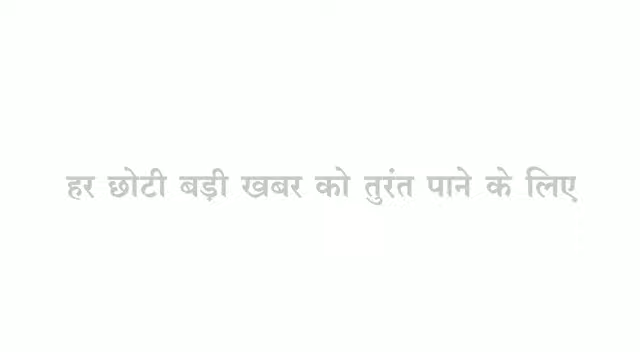 हर छोटी बड़ी खबर को तुरंत पाने के लिए